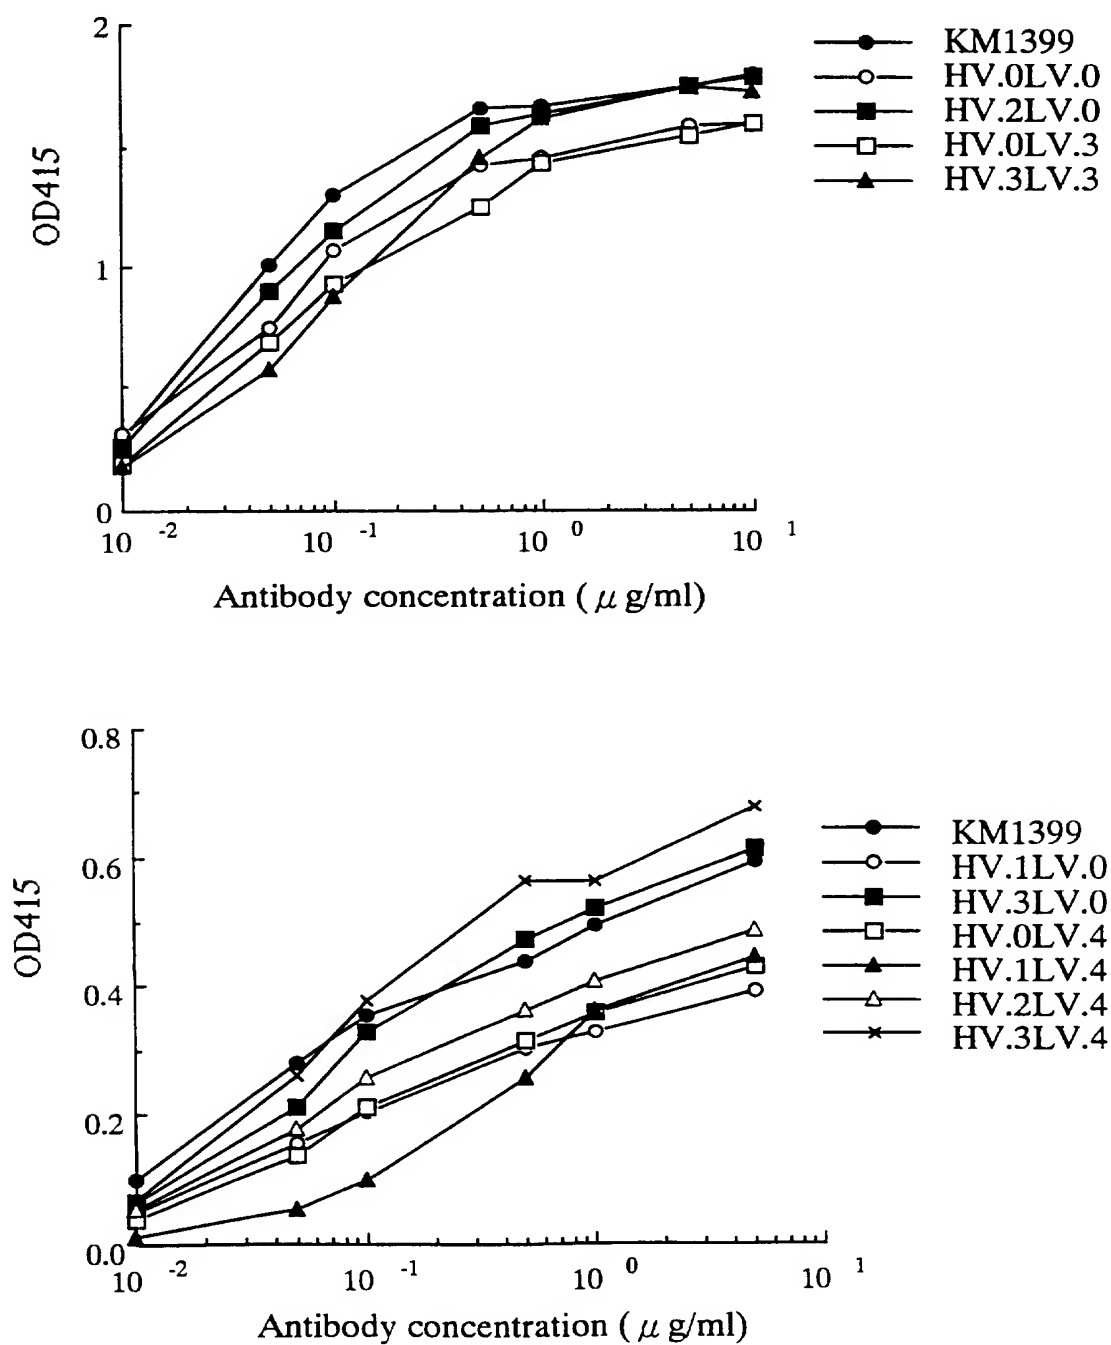 2
1
0
OD415
10 -2
10 -1
10 0
10 1
Antibody concentration ( μ g/ml)
KM1399
HV.0LV.0
HV.2LV.0
HV.0LV.3
HV.3LV.3
0.8
0.6
0.4
0.2
0.0
OD415
10 -2
10 -1
10 0
10 1
Antibody concentration ( μ g/ml)
KM1399
HV.1LV.0
HV.3LV.0
HV.0LV.4
HV.1LV.4
HV.2LV.4
HV.3LV.4